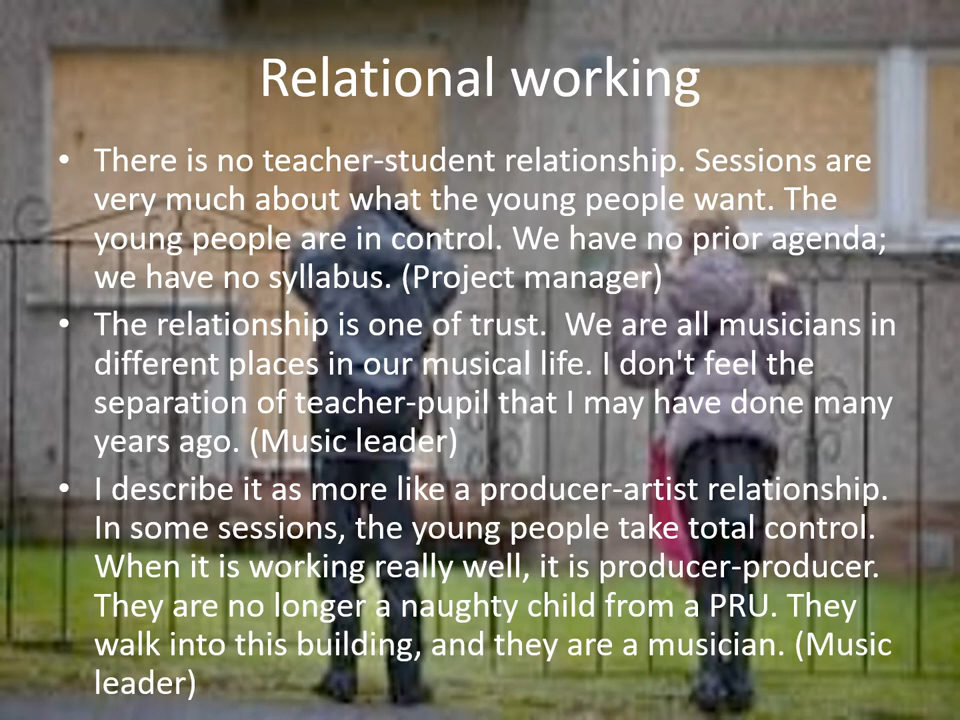 Relational working
• There is no teacher-student relationship. Sessions are
very much about what the young people want. The
young people are in control. We have no prior agenda;
we have no syllabus. (Project manager)
• The relationship is one of trust.  We are all musicians in
different places in our musical life. I don't feel the
separation of teacher-pupil that I may have done many
years ago. (Music leader)
• I describe it as more like a producer-artist relationship.
In some sessions, the young people take total control.
When it is working really well, it is producer-producer.
They are no longer a naughty child from a PRU. They
walk into this building, and they are a musician. (Music
leader)